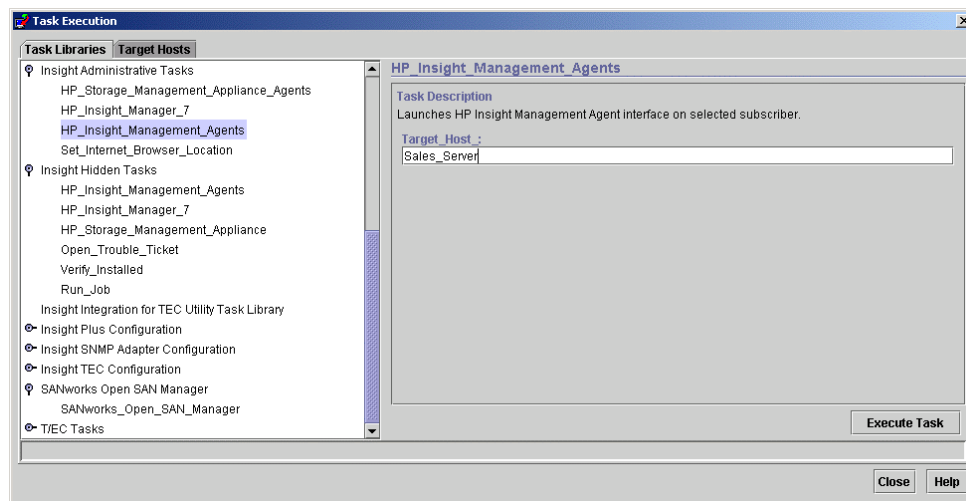 Task Execution
Task Libraries Target Hosts
Insight Administrative Tasks
HP_Storage_Management_Appliance_Agents
HP_Insight_Manager_7
HP_Insight_Management_Agents
Set_Internet_Browser_Location
Insight Hidden Tasks
HP_Insight_Management_Agents
HP_Insight_Manager_7
HP_Storage_Management_Appliance
Open_Trouble_Ticket
Verify_Installed
Run_Job
Insight Integration for TEC Utility Task Library
Insight Plus Configuration
Insight SNMP Adapter Configuration
Insight TEC Configuration
SANworks Open SAN Manager
SANworks_Open_SAN_Manager
T/EC Tasks
HP_Insight_Management_Agents
Task Description
Launches HP Insight Management Agent interface on selected subscriber.
Target_Host_:
Sales_Server
Execute Task
Close Help